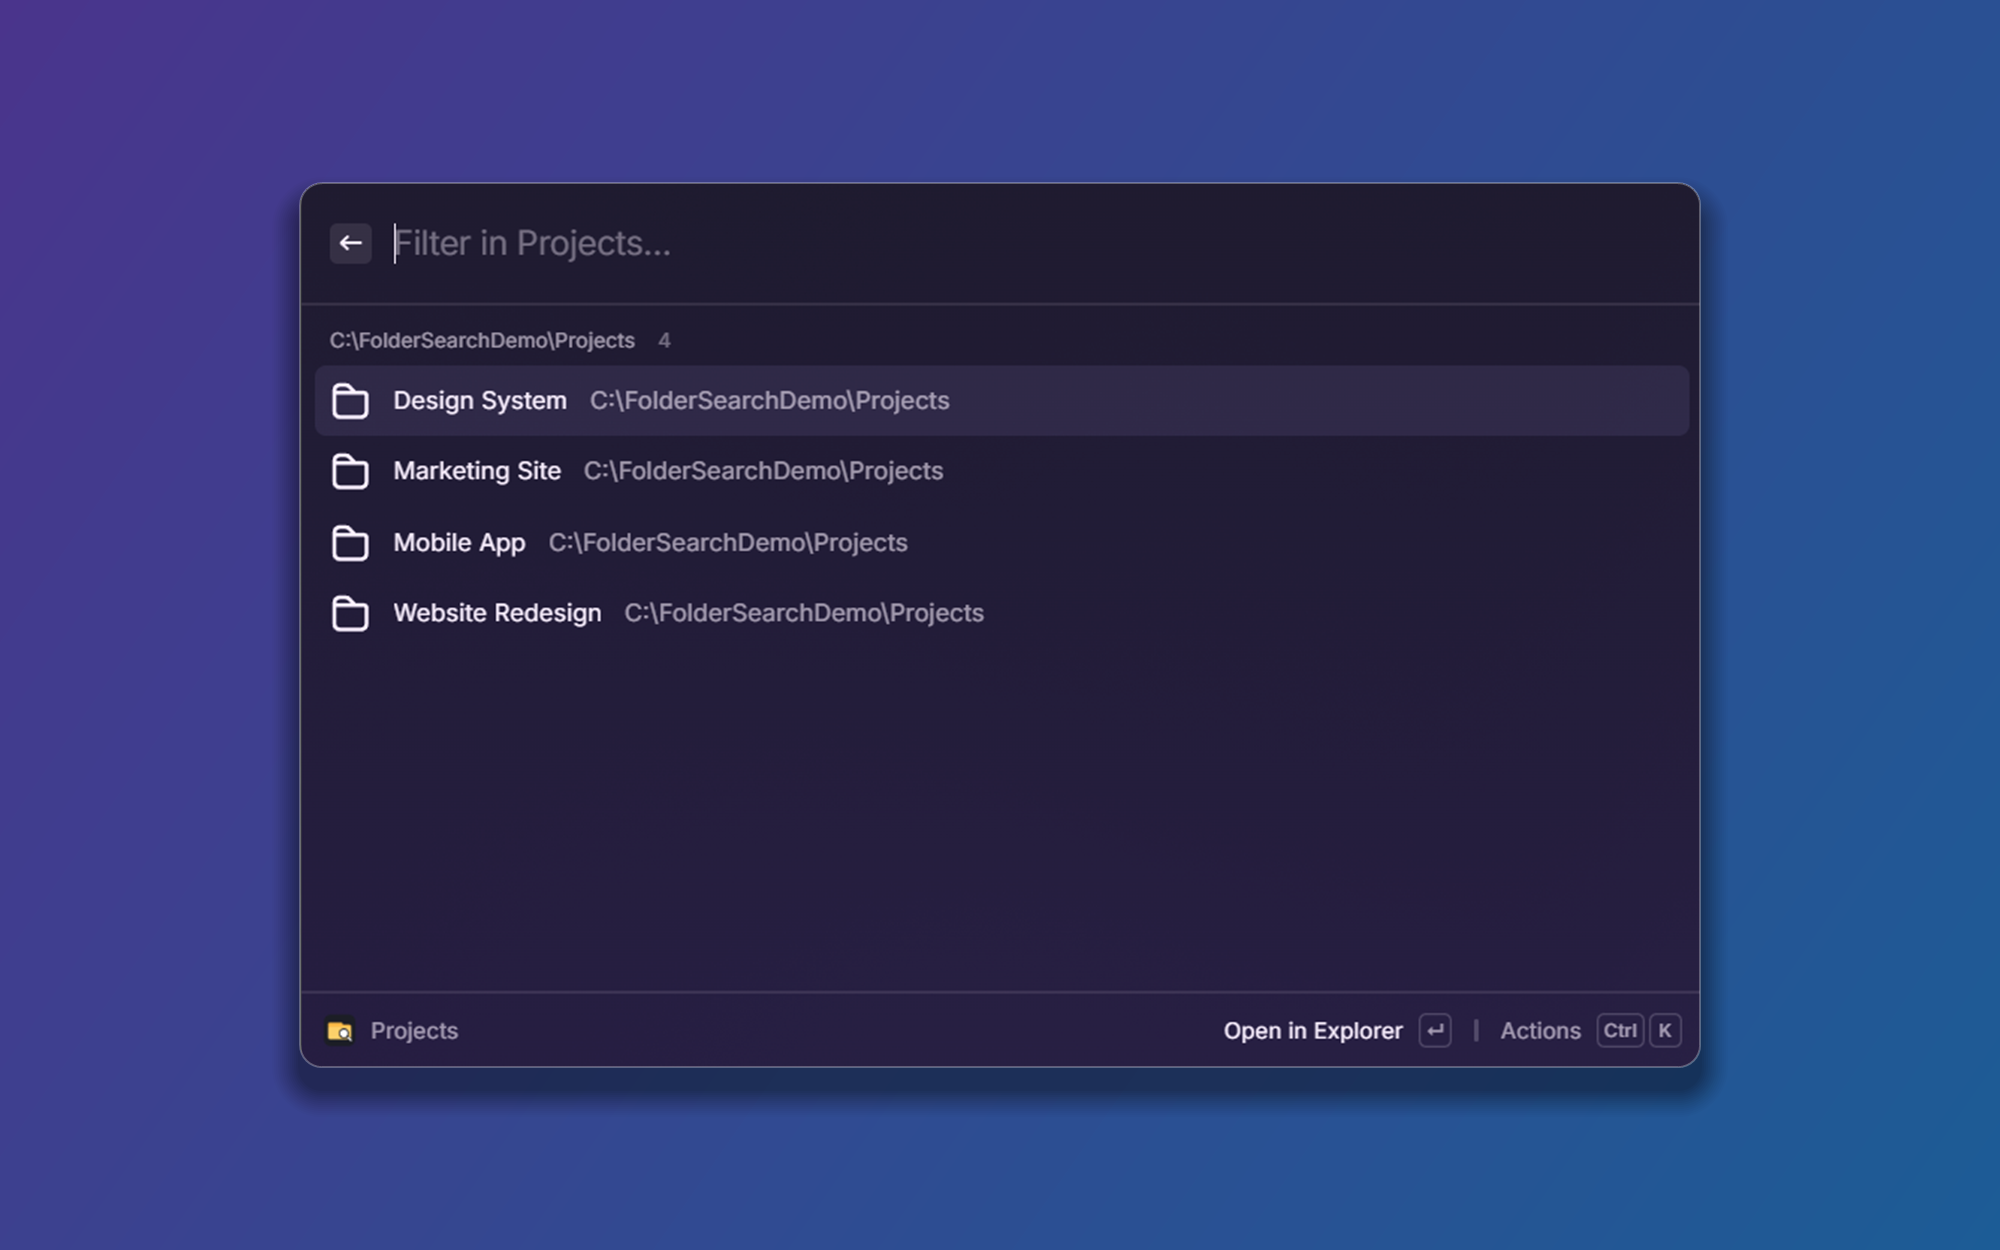 Filter in Projects...
C:\FolderSearchDemo\Projects 4
Design System C:\FolderSearchDemo\Projects
Marketing Site C:\FolderSearchDemo\Projects
Mobile App C:\FolderSearchDemo\Projects
Website Redesign C:\FolderSearchDemo\Projects
Projects Open in Explorer ↵ | Actions Ctrl K